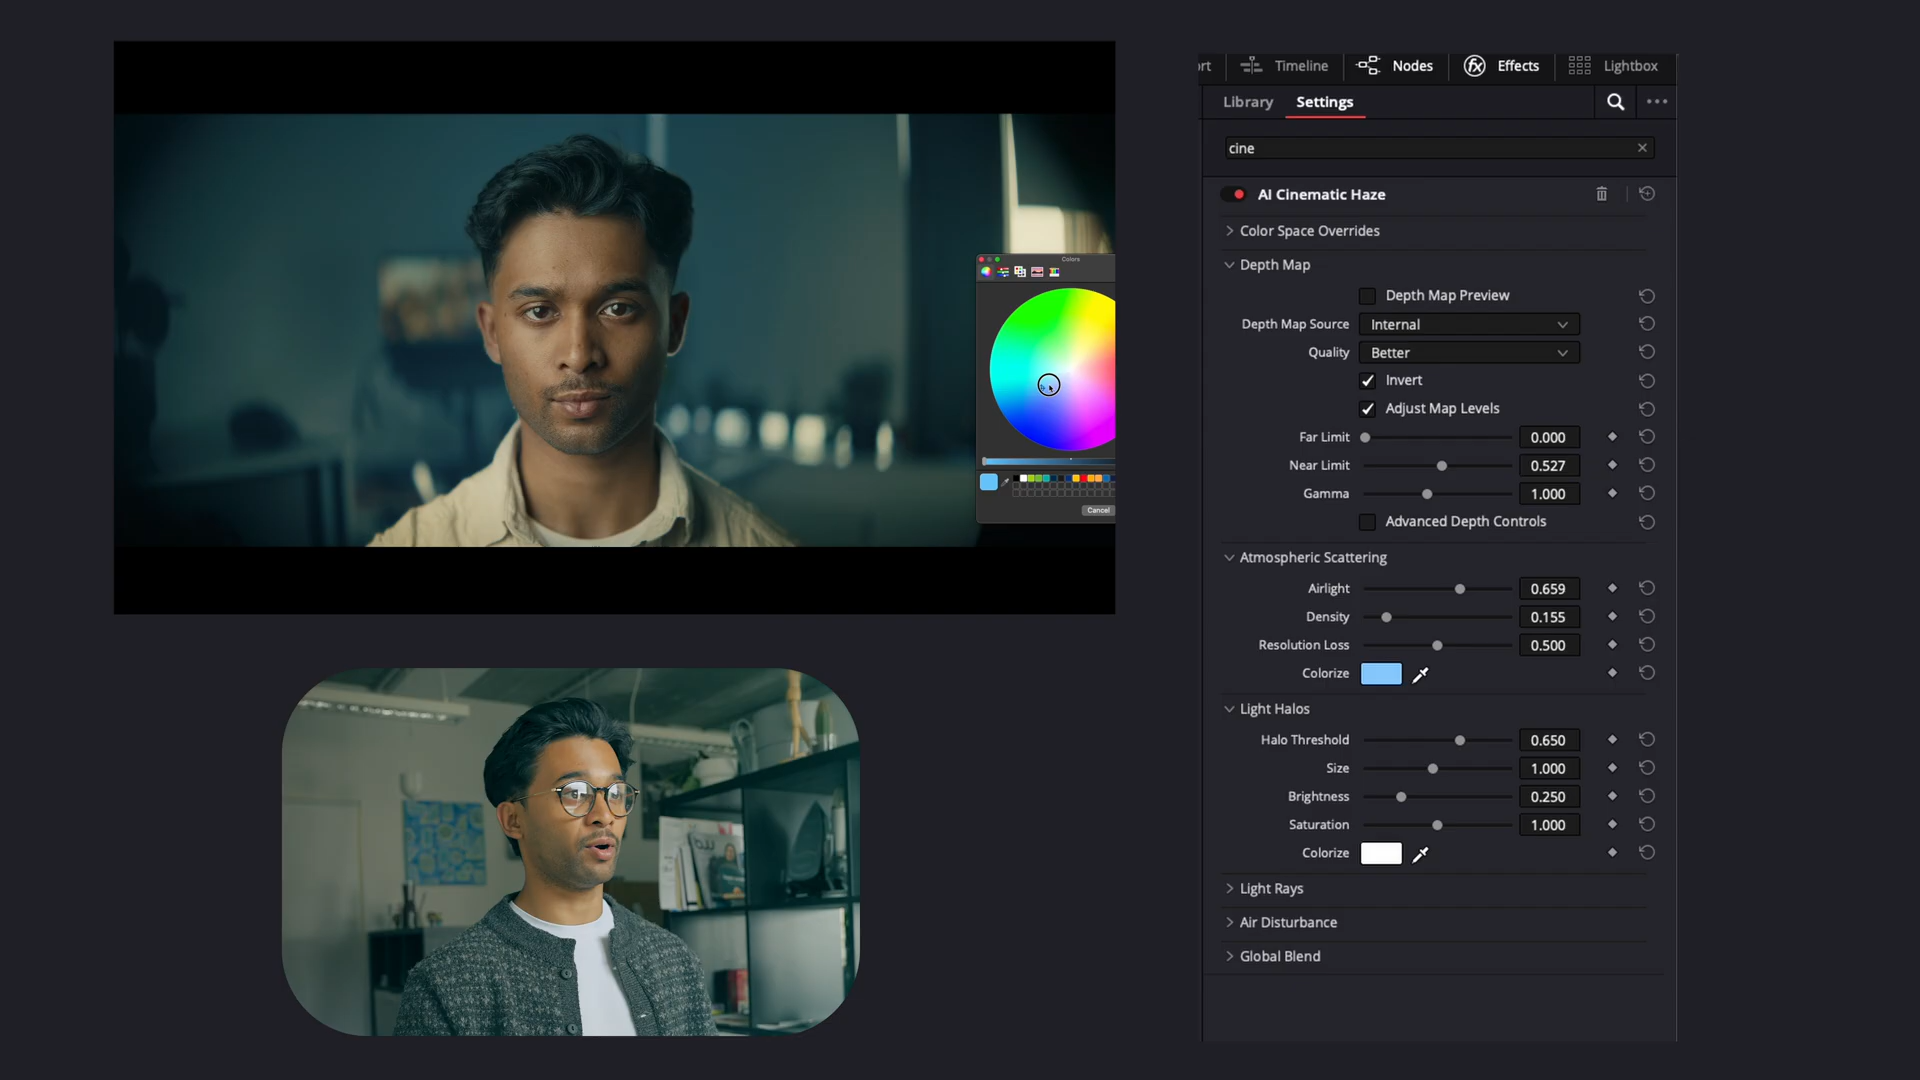 Colors
Cancel
rt
Timeline
Nodes
fx Effects
Lightbox
Library
Settings
cine
AI Cinematic Haze
Color Space Overrides
Depth Map
Depth Map Preview
Depth Map Source Internal
Quality Better
Invert
Adjust Map Levels
Far Limit 0.000
Near Limit 0.527
Gamma 1.000
Advanced Depth Controls
Atmospheric Scattering
Airlight 0.659
Density 0.155
Resolution Loss 0.500
Colorize
Light Halos
Halo Threshold 0.650
Size 1.000
Brightness 0.250
Saturation 1.000
Colorize
Light Rays
Air Disturbance
Global Blend